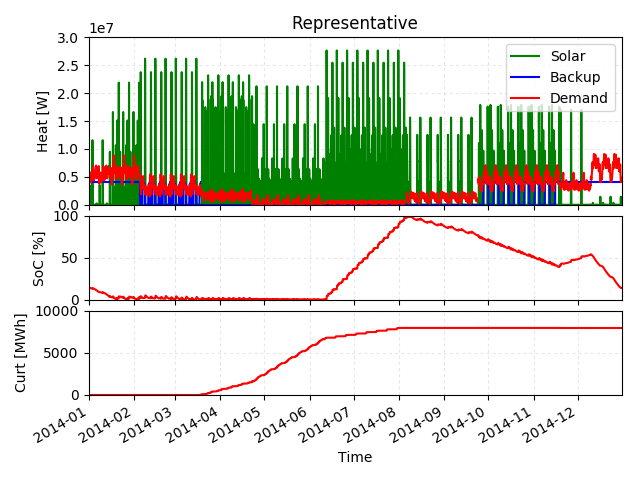 Representative
1e7
3.0
2.5
2.0
1.5
1.0
0.5
0.0
Heat [W]
Solar
Backup
Demand
100
50
0
SoC [%]
10000
5000
0
Curt [MWh]
2014-01
2014-02
2014-03
2014-04
2014-05
2014-06
2014-07
2014-08
2014-09
2014-10
2014-11
2014-12
Time